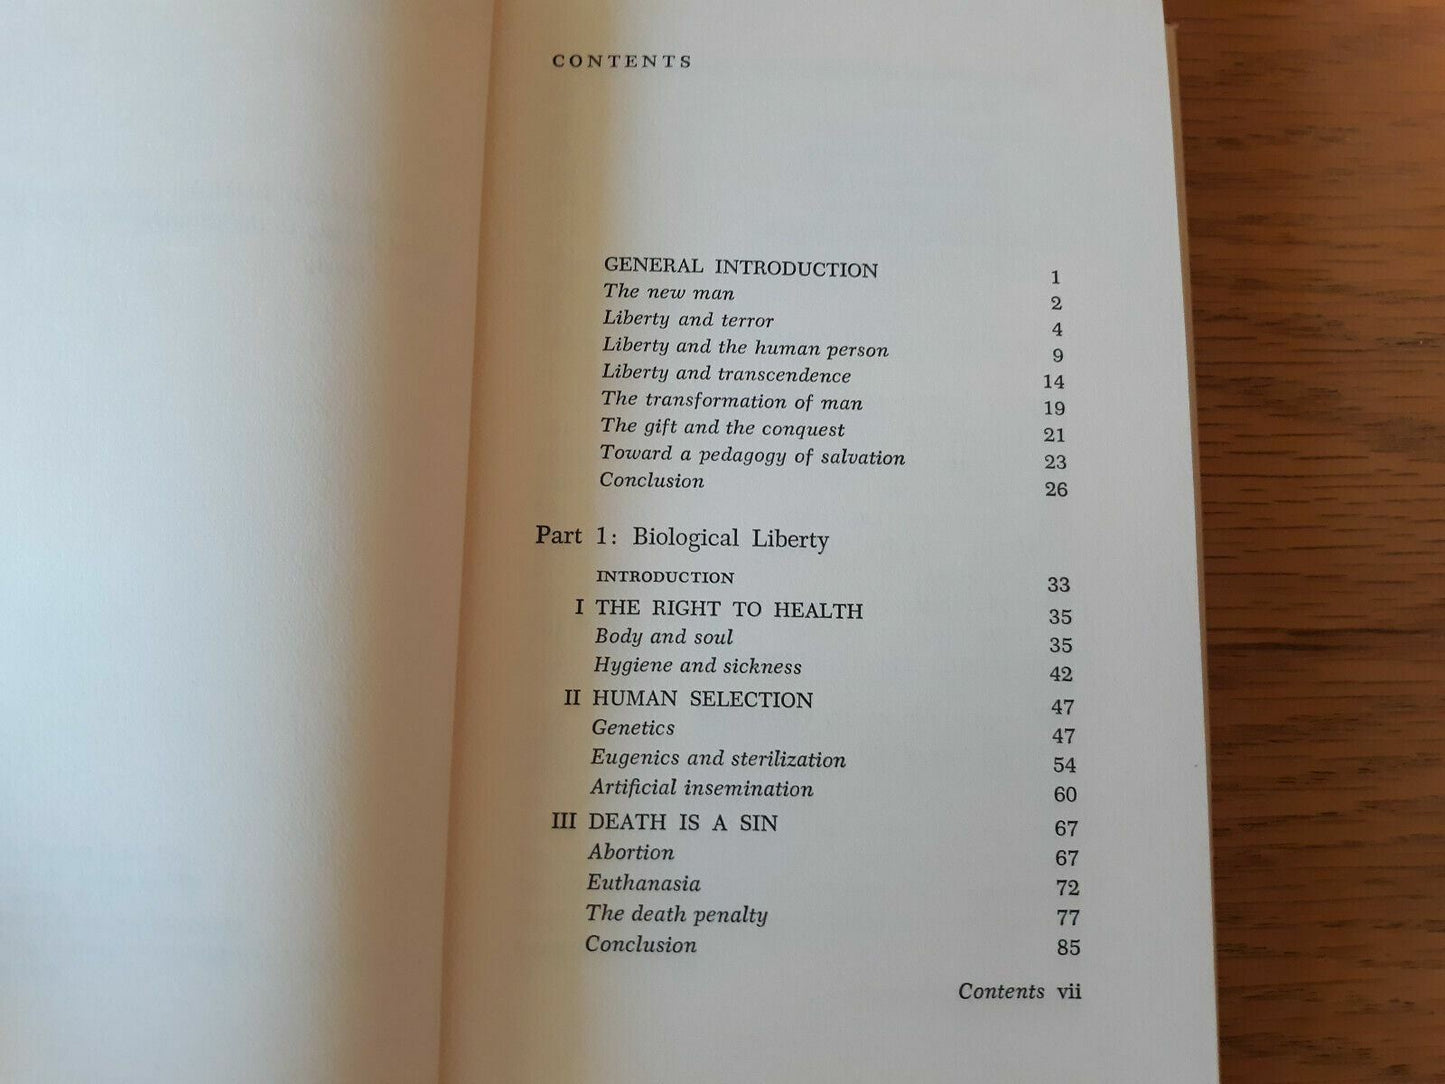 CONTENTS
GENERAL INTRODUCTION 1
The new man 2
Liberty and terror 4
Liberty and the human person 9
Liberty and transcendence 14
The transformation of man 19
The gift and the conquest 21
Toward a pedagogy of salvation 23
Conclusion 26
Part 1: Biological Liberty
INTRODUCTION 33
I THE RIGHT TO HEALTH 35
Body and soul 35
Hygiene and sickness 42
II HUMAN SELECTION 47
Genetics 47
Eugenics and sterilization 54
Artificial insemination 60
III DEATH IS A SIN 67
Abortion 67
Euthanasia 72
The death penalty 77
Conclusion 85
Contents vii